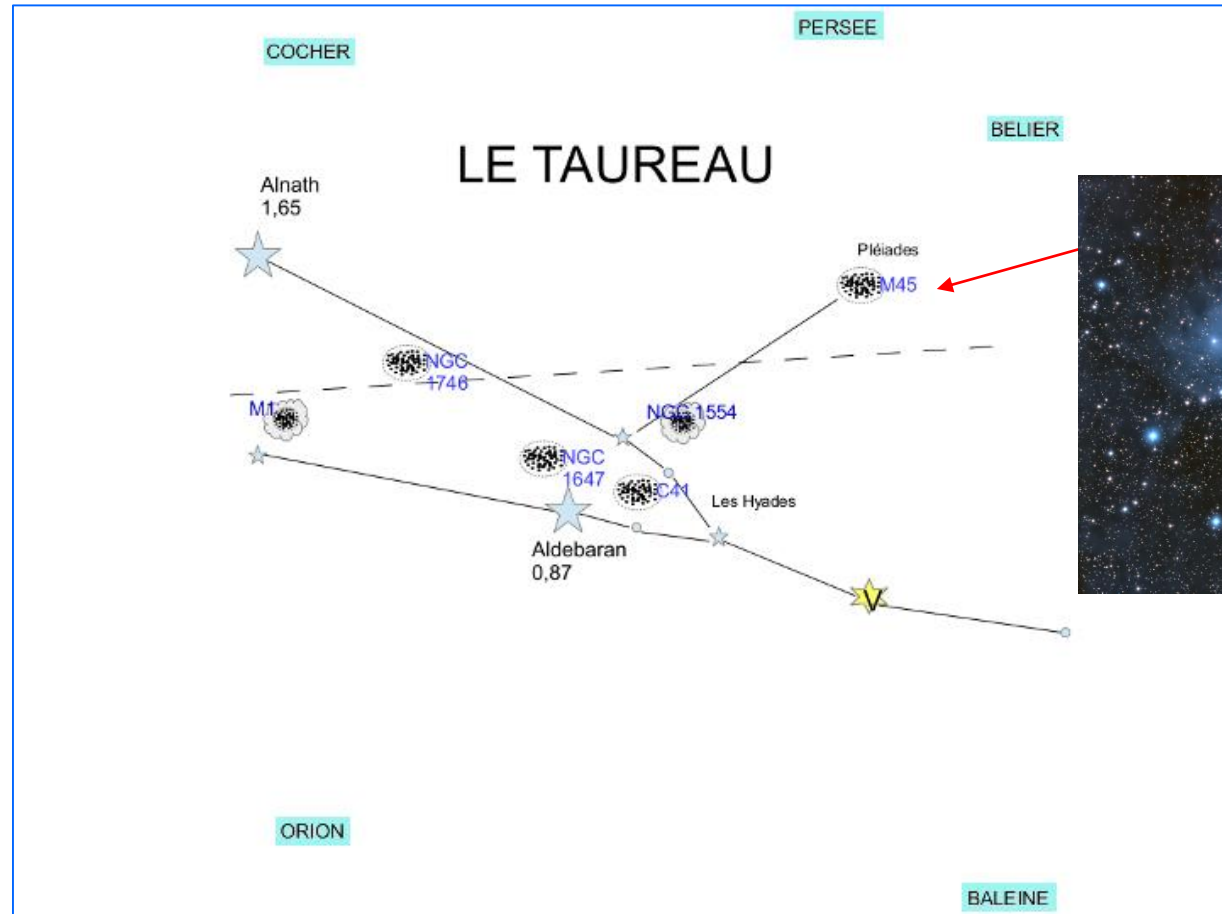 PERSEE
COCHER
BELIER
LE TAUREAU
Alnath
1,65
Pléiades
M45
NGC
1746
M1
NGC 1554
NGC
1647
C41
Les Hyades
Aldebaran
0,87
V
ORION
BALEINE